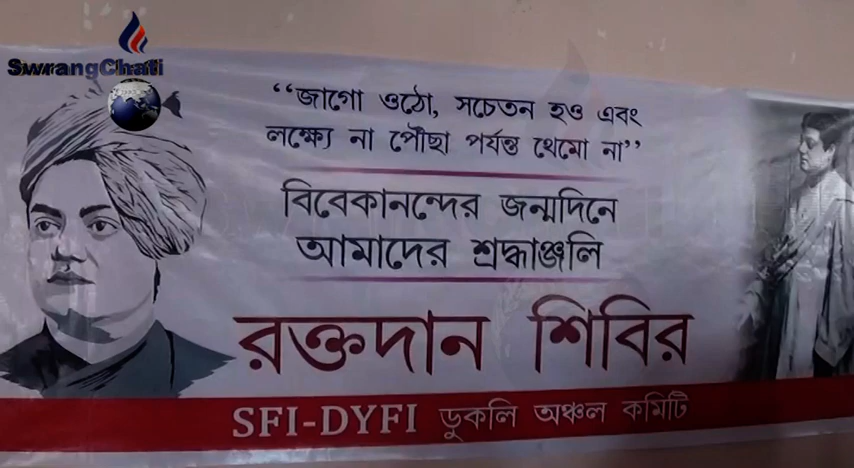 SwrangChati
‘‘জাগো ওঠো, সচেতন হও এবং
লক্ষ্যে না পৌঁছা পর্যন্ত থেমো না’’
বিবেকানন্দের জন্মদিনে
আমাদের শ্রদ্ধাঞ্জলি
রক্তদান শিবির
SFI-DYFI ডুকলি অঞ্চল কমিটি